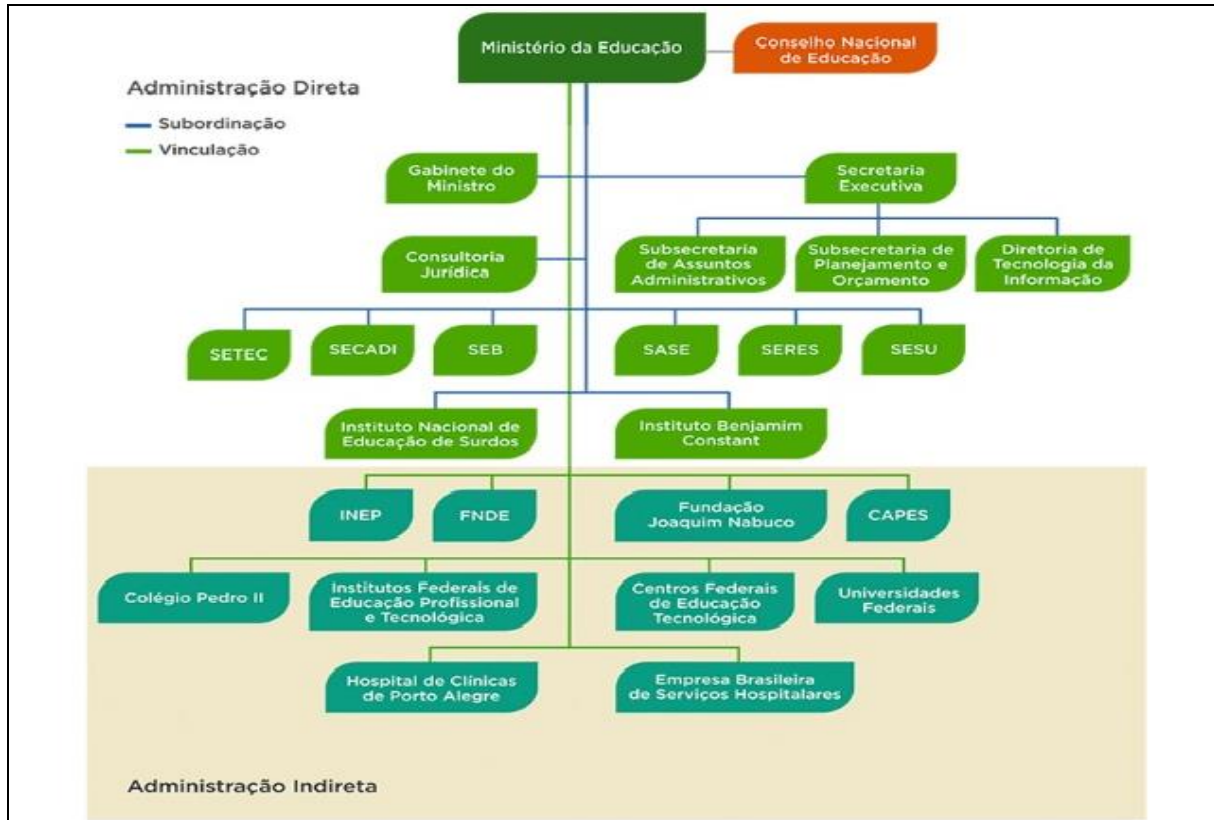 Ministério da Educação
Conselho Nacional
de Educação
Administração Direta
Subordinação
Vinculação
Gabinete do
Ministro
Secretaria
Executiva
Consultoria
Jurídica
Subsecretaria
de Assuntos
Administrativos
Subsecretaria de
Planejamento e
Orçamento
Diretoria de
Tecnologia da
Informação
SETEC
SECADI
SEB
SASE
SERES
SESU
Instituto Nacional de
Educação de Surdos
Instituto Benjamim
Constant
INEP
FNDE
Fundação
Joaquim Nabuco
CAPES
Colégio Pedro II
Institutos Federais de
Educação Profissional
e Tecnológica
Centros Federais
de Educação
Tecnológica
Universidades
Federais
Hospital de Clínicas
de Porto Alegre
Empresa Brasileira
de Serviços Hospitalares
Administração Indireta